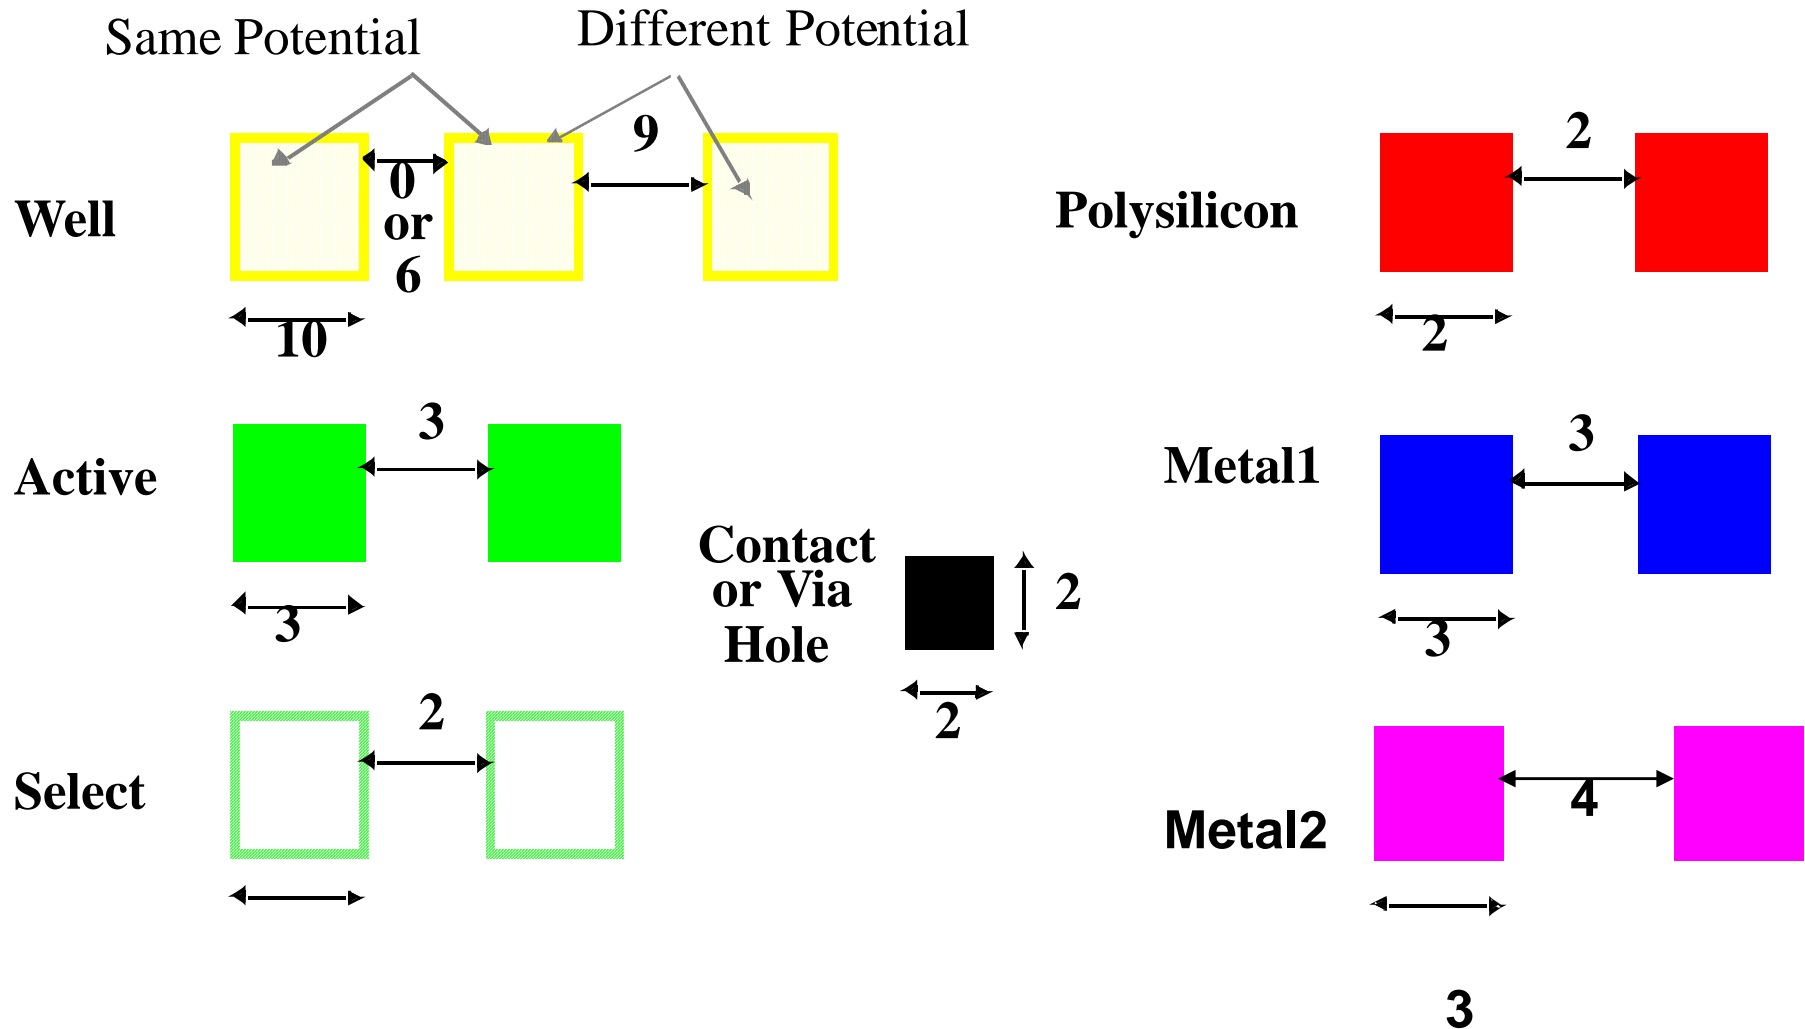 Same Potential
Different Potential
9
0
or
6
Well
10
2
Polysilicon
2
3
Active
3
Contact
or Via
Hole
2
2
3
Metal1
3
2
Select
4
Metal2
3